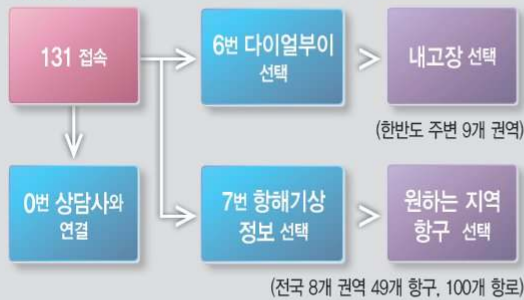 131 접속
6번 다이얼부이
선택
내고장 선택
(한반도 주변 9개 권역)
0번 상담사와
연결
7번 항해기상
정보 선택
원하는 지역
항구 선택
(전국 8개 권역 49개 항구, 100개 항로)